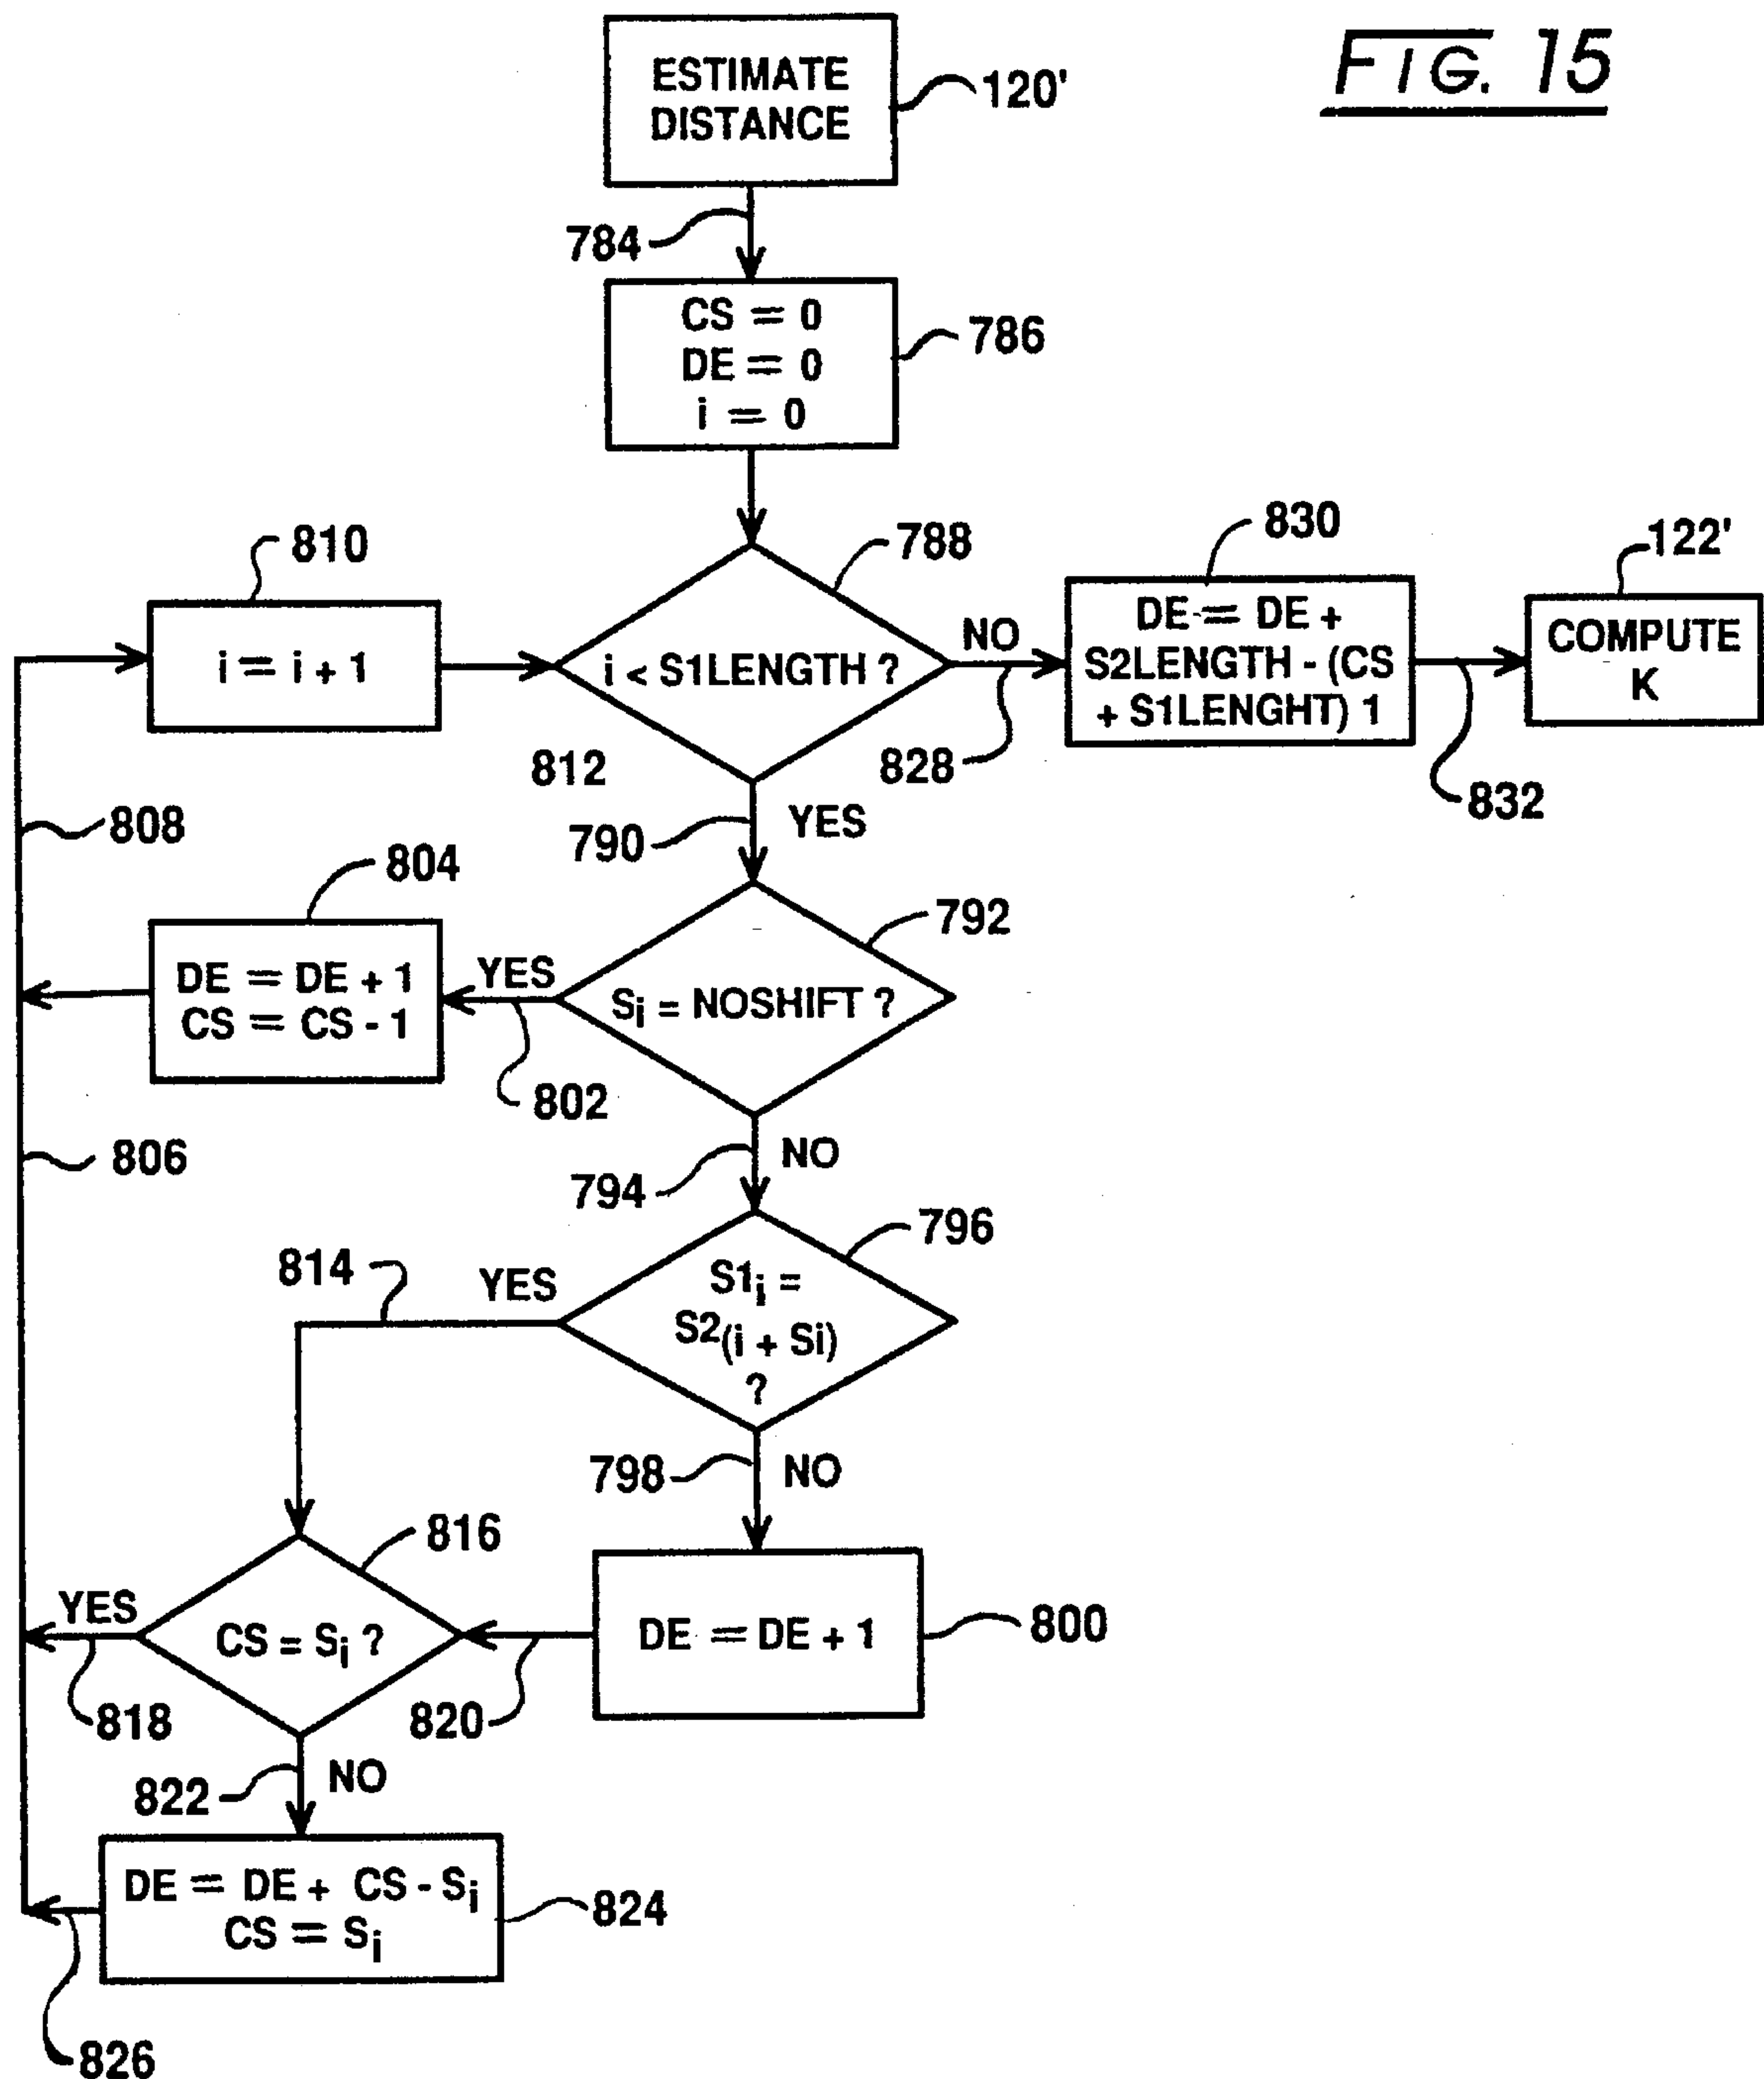 FIG. 15
ESTIMATE
DISTANCE
120'
784
CS = 0
DE = 0
i = 0
786
810
i = i + 1
788
i < S1LENGTH ?
NO
828
830
DE = DE +
S2LENGTH - (CS
+ S1LENGHT) 1
832
122'
COMPUTE
K
812
790
YES
808
804
DE = DE + 1
CS = CS - 1
YES
802
792
Si = NOSHIFT ?
806
794
NO
796
S1i =
S2(i + Si)
?
814
YES
798
NO
816
CS = Si ?
YES
818
820
DE = DE + 1
800
822
NO
DE = DE + CS - Si
CS = Si
824
826